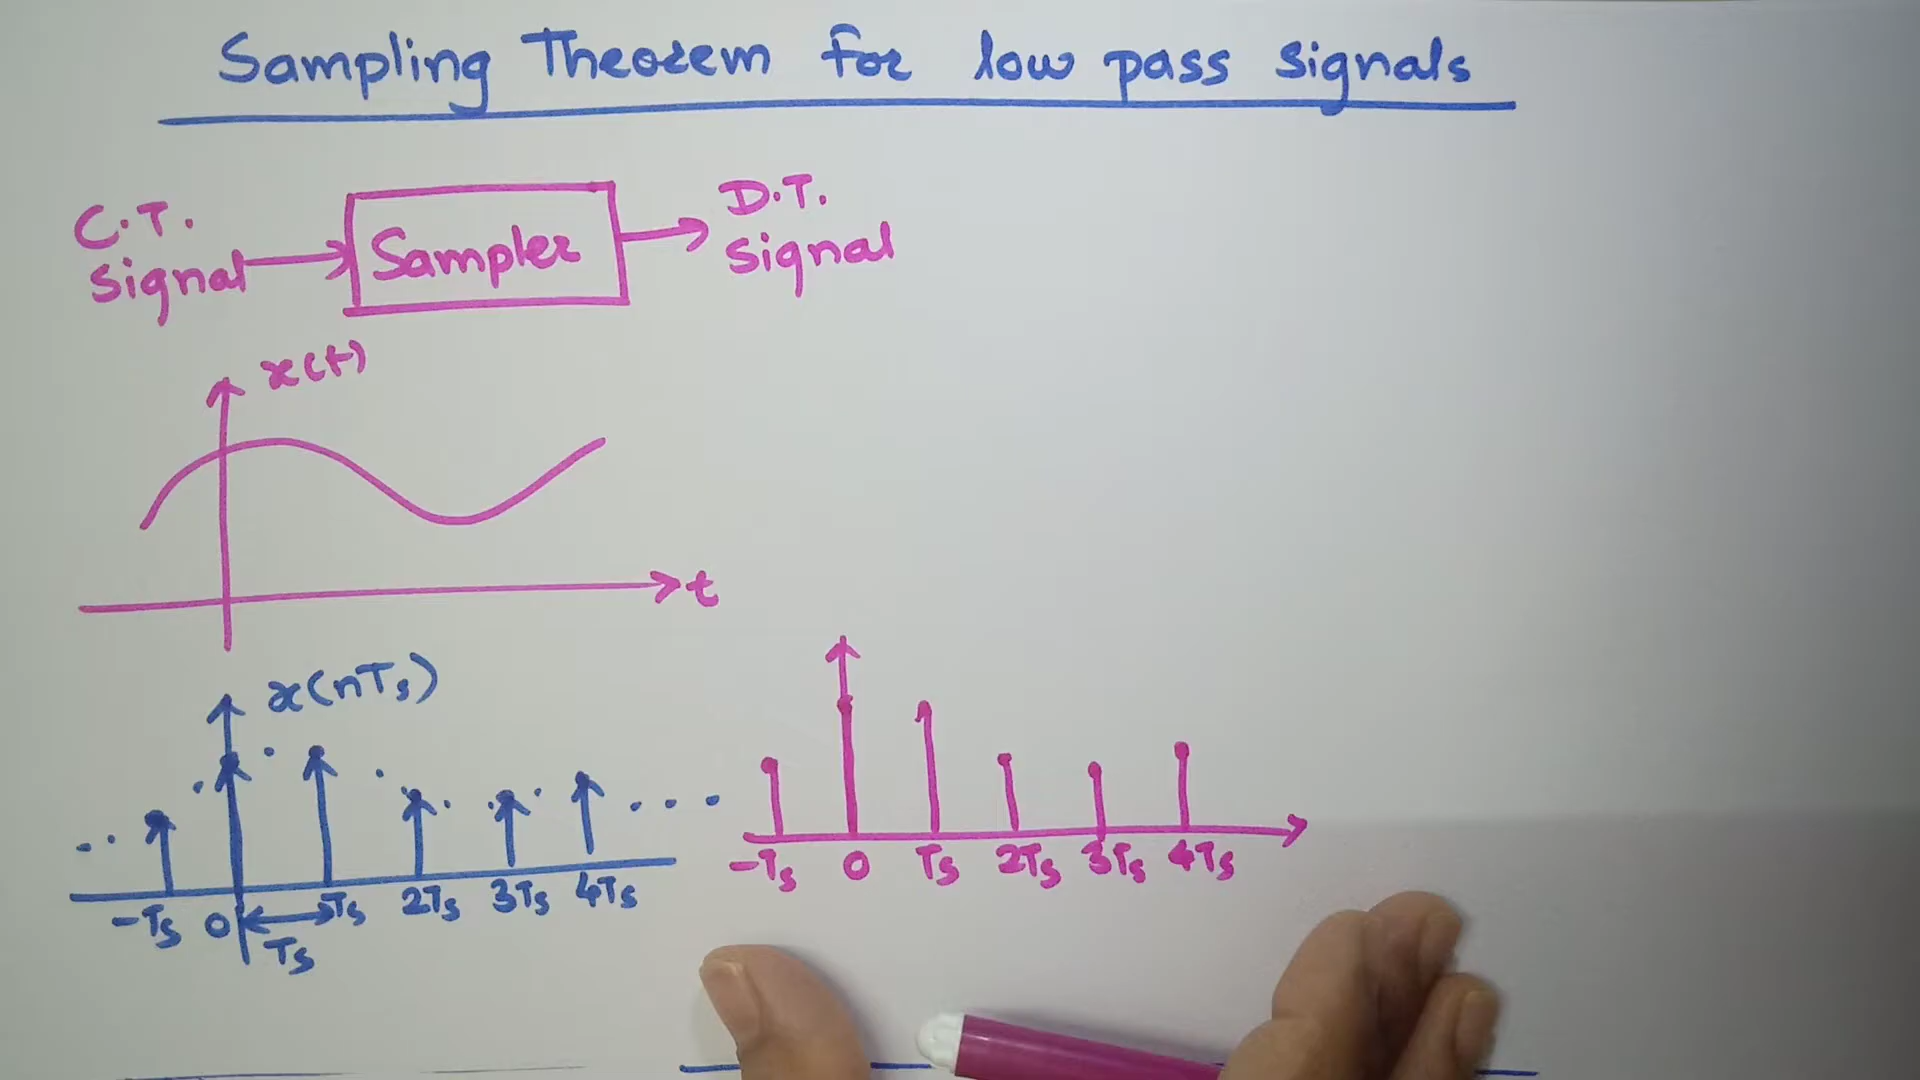 Sampling Theorem for low pass signals
C.T.
signal
Sampler
D.T.
signal
x(t)
t
x(nTs)
-Ts 0 Ts 2Ts 3Ts 4Ts
Ts
-Ts 0 Ts 2Ts 3Ts 4Ts